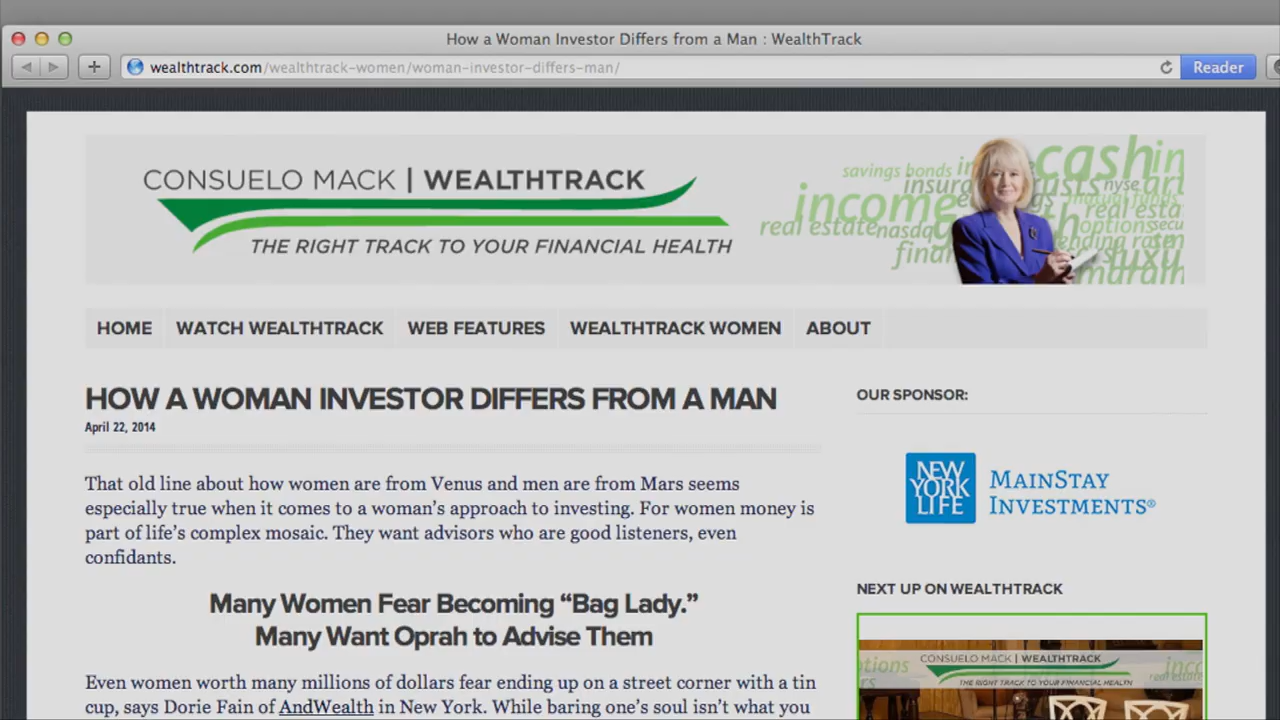 How a Woman Investor Differs from a Man : WealthTrack
wealthtrack.com/wealthtrack-women/woman-investor-differs-man/
Reader
CONSUELO MACK | WEALTHTRACK
THE RIGHT TRACK TO YOUR FINANCIAL HEALTH
savings bonds
cash
income
real estate
nasdaq
nyse
mutual funds
real esta
options
lending rate
HOME
WATCH WEALTHTRACK
WEB FEATURES
WEALTHTRACK WOMEN
ABOUT
HOW A WOMAN INVESTOR DIFFERS FROM A MAN
April 22, 2014
That old line about how women are from Venus and men are from Mars seems
especially true when it comes to a woman’s approach to investing. For women money is
part of life’s complex mosaic. They want advisors who are good listeners, even
confidants.
Many Women Fear Becoming “Bag Lady.”
Many Want Oprah to Advise Them
Even women worth many millions of dollars fear ending up on a street corner with a tin
cup, says Dorie Fain of AndWealth in New York. While baring one’s soul isn’t what you
OUR SPONSOR:
NEW
YORK
LIFE
MAINSTAY
INVESTMENTS®
NEXT UP ON WEALTHTRACK
CONSUELO MACK | WEALTHTRACK
THE RIGHT TRACK TO YOUR FINANCIAL HEALTH